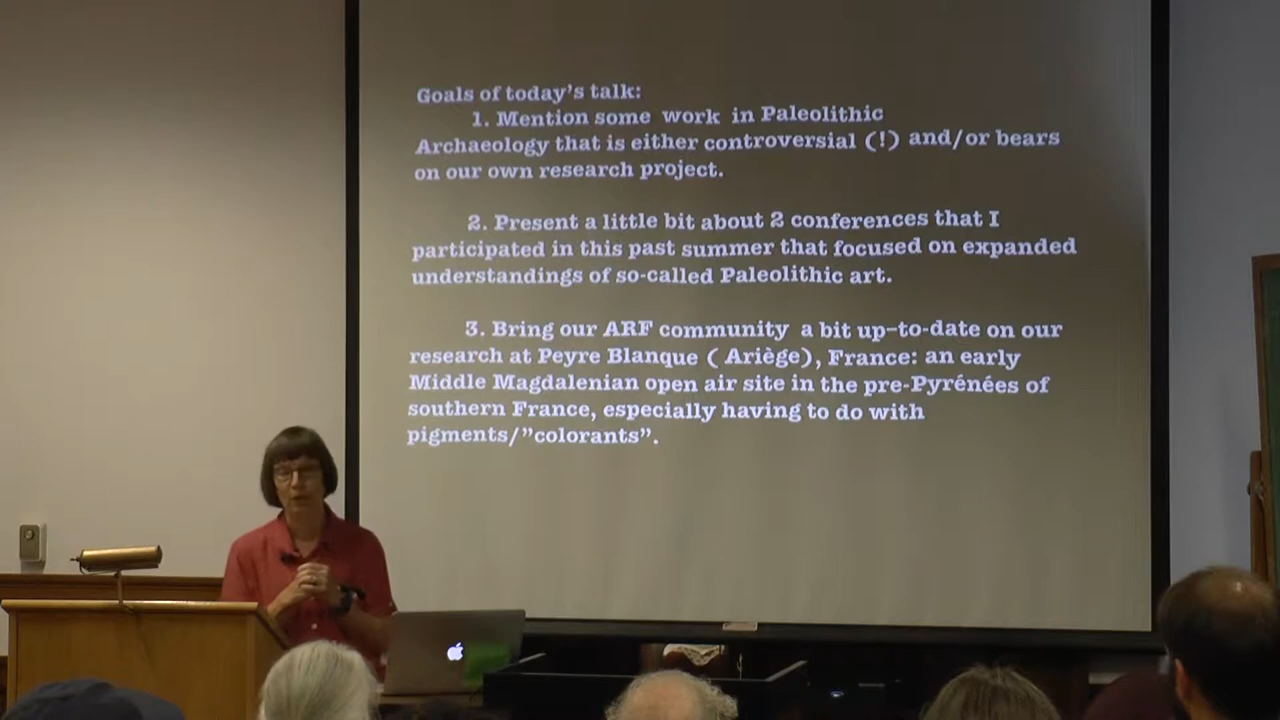 Goals of today's talk:
1. Mention some work in Paleolithic
Archaeology that is either controversial (!) and/or bears
on our own research project.
2. Present a little bit about 2 conferences that I
participated in this past summer that focused on expanded
understandings of so-called Paleolithic art.
3. Bring our ARF community a bit up-to-date on our
research at Peyre Blanque ( Ariège), France: an early
Middle Magdalenian open air site in the pre-Pyrénées of
southern France, especially having to do with
pigments/"colorants".